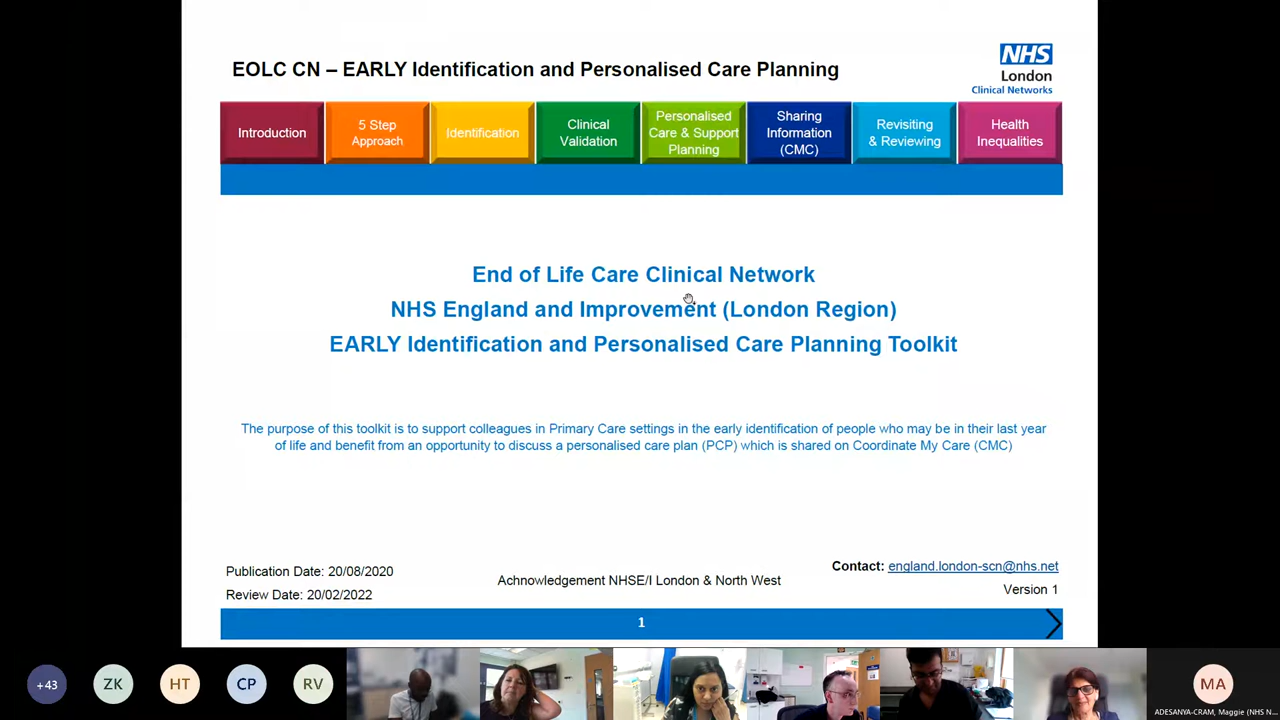 EOLC CN – EARLY Identification and Personalised Care Planning
NHS
London
Clinical Networks
Introduction
5 Step
Approach
Identification
Clinical
Validation
Personalised
Care & Support
Planning
Sharing
Information
(CMC)
Revisiting
& Reviewing
Health
Inequalities
End of Life Care Clinical Network
NHS England and Improvement (London Region)
EARLY Identification and Personalised Care Planning Toolkit
The purpose of this toolkit is to support colleagues in Primary Care settings in the early identification of people who may be in their last year
of life and benefit from an opportunity to discuss a personalised care plan (PCP) which is shared on Coordinate My Care (CMC)
Publication Date: 20/08/2020
Review Date: 20/02/2022
Achnowledgement NHSE/I London & North West
Contact: england.london-scn@nhs.net
Version 1
1
+43
ZK
HT
CP
RV
MA
ADESANYA-CRAM, Maggie (NHS N...